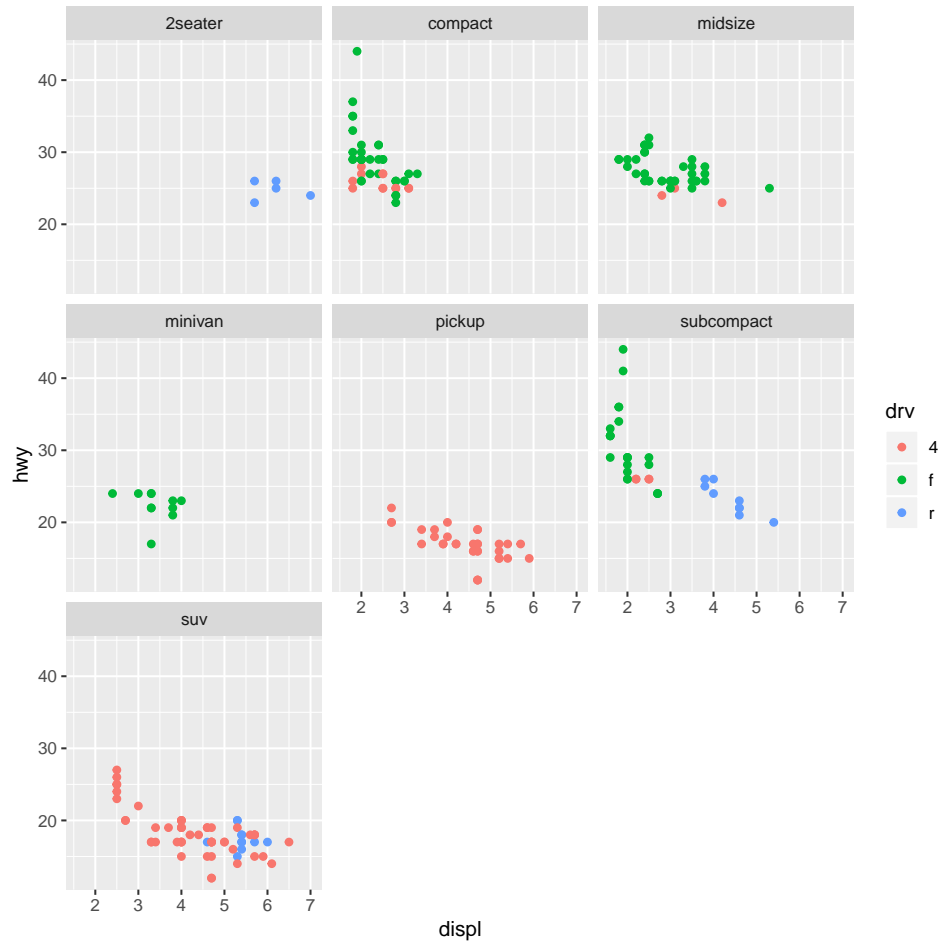 2seater
compact
midsize
40
30
20
minivan
pickup
subcompact
40
30
20
2 3 4 5 6 7
2 3 4 5 6 7
suv
40
30
20
2 3 4 5 6 7
displ
hwy
drv
4
f
r